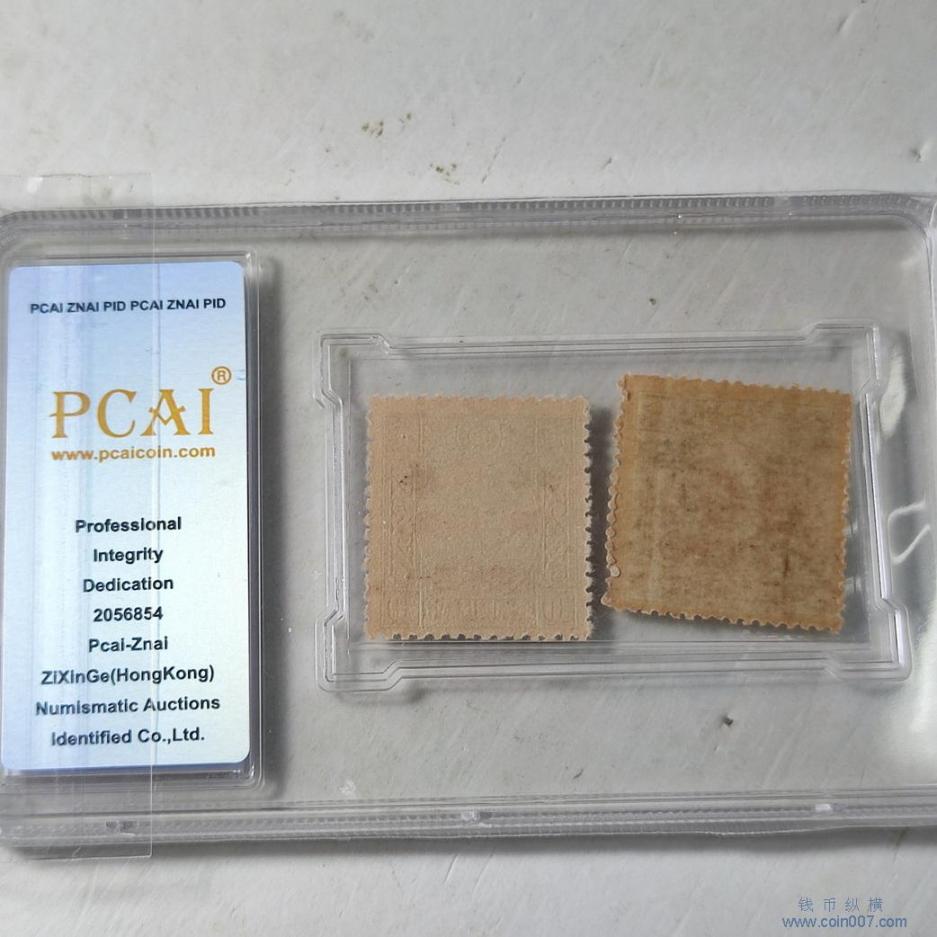 PCAI ZNAI PID PCAI ZNAI PID
PCAI®
www.pcaicoin.com
Professional
Integrity
Dedication
2056854
Pcai-Znai
ZiXinGe(HongKong)
Numismatic Auctions
Identified Co.,Ltd.
钱币纵横
www.coin007.com